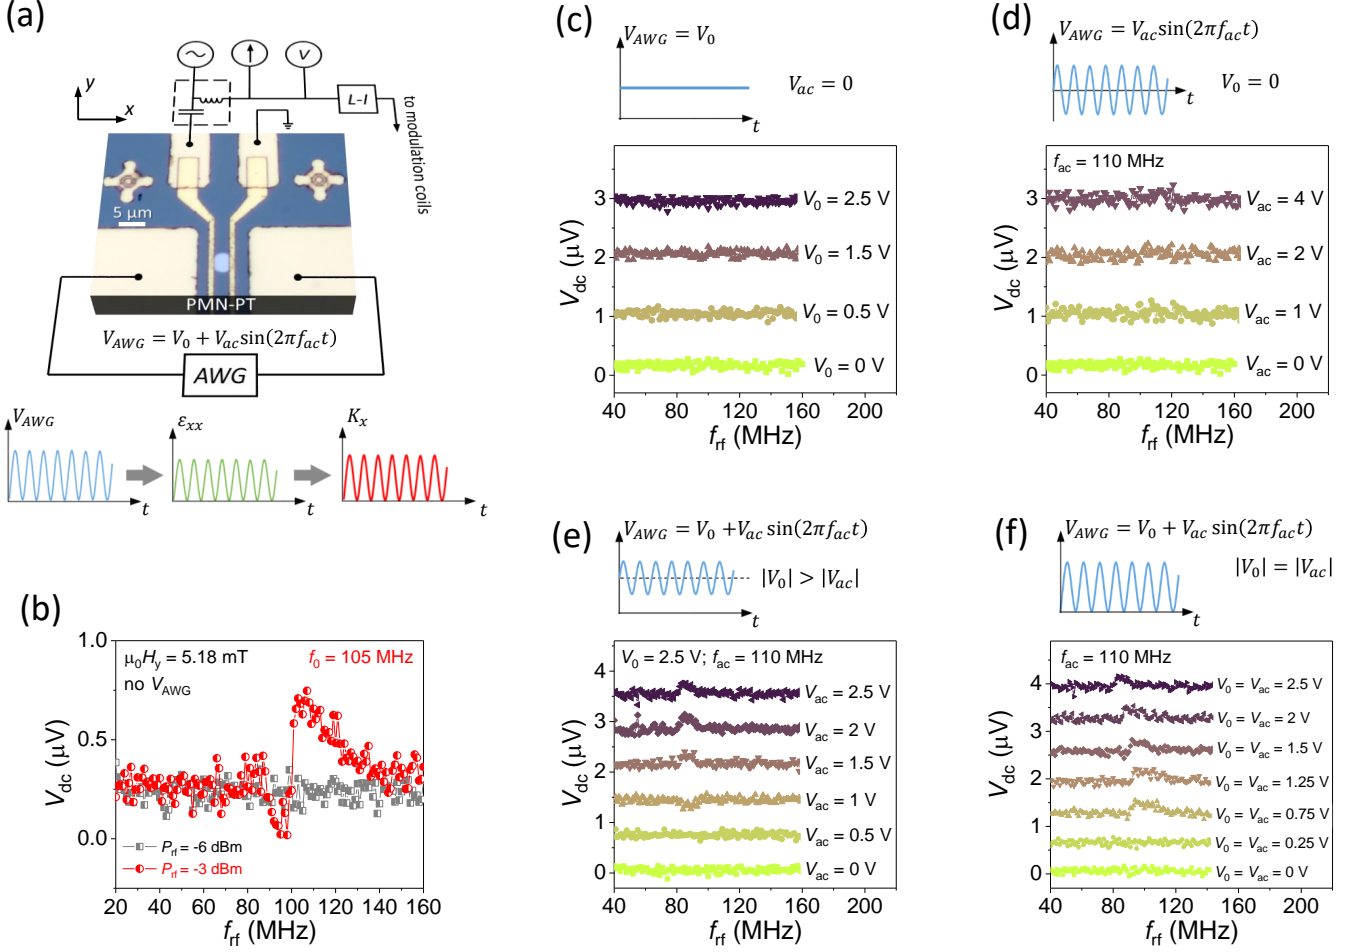 (a)
y
x
V
L-I
to modulation coils
5 μm
PMN-PT
V_AWG = V_0 + V_ac sin(2πf_ac t)
AWG
V_AWG
t
ε_xx
t
K_x
t
(b)
μ_0H_y = 5.18 mT
no V_AWG
f_0 = 105 MHz
V_dc (μV)
1.0
0.5
0.0
P_rf = -6 dBm
P_rf = -3 dBm
20 40 60 80 100 120 140 160
f_rf (MHz)
(c)
V_AWG = V_0
V_ac = 0
t
V_dc (μV)
3
2
1
0
V_0 = 2.5 V
V_0 = 1.5 V
V_0 = 0.5 V
V_0 = 0 V
40 80 120 160 200
f_rf (MHz)
(d)
V_AWG = V_ac sin(2πf_ac t)
V_0 = 0
t
f_ac = 110 MHz
V_dc (μV)
3
2
1
0
V_ac = 4 V
V_ac = 2 V
V_ac = 1 V
V_ac = 0 V
40 80 120 160 200
f_rf (MHz)
(e)
V_AWG = V_0 + V_ac sin(2πf_ac t)
|V_0| > |V_ac|
t
V_0 = 2.5 V; f_ac = 110 MHz
V_dc (μV)
4
3
2
1
0
V_ac = 2.5 V
V_ac = 2 V
V_ac = 1.5 V
V_ac = 1 V
V_ac = 0.5 V
V_ac = 0 V
40 80 120 160 200
f_rf (MHz)
(f)
V_AWG = V_0 + V_ac sin(2πf_ac t)
|V_0| = |V_ac|
t
f_ac = 110 MHz
V_dc (μV)
4
3
2
1
0
V_0 = V_ac = 2.5 V
V_0 = V_ac = 2 V
V_0 = V_ac = 1.5 V
V_0 = V_ac = 1.25 V
V_0 = V_ac = 0.75 V
V_0 = V_ac = 0.25 V
V_0 = V_ac = 0 V
40 80 120 160 200
f_rf (MHz)